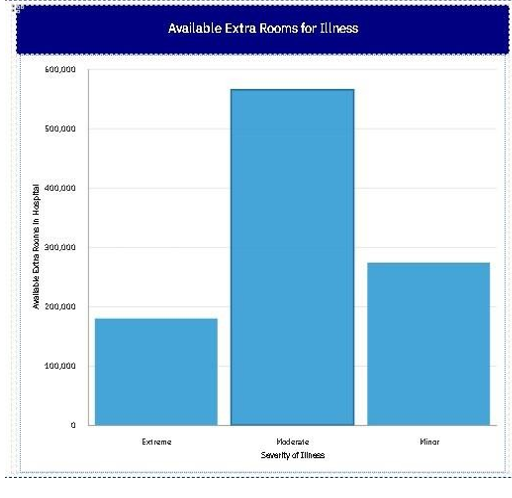 Available Extra Rooms for Illness
600,000
500,000
400,000
300,000
200,000
100,000
0
Available Extra Rooms in Hospital
Extreme
Moderate
Minor
Severity of Illness